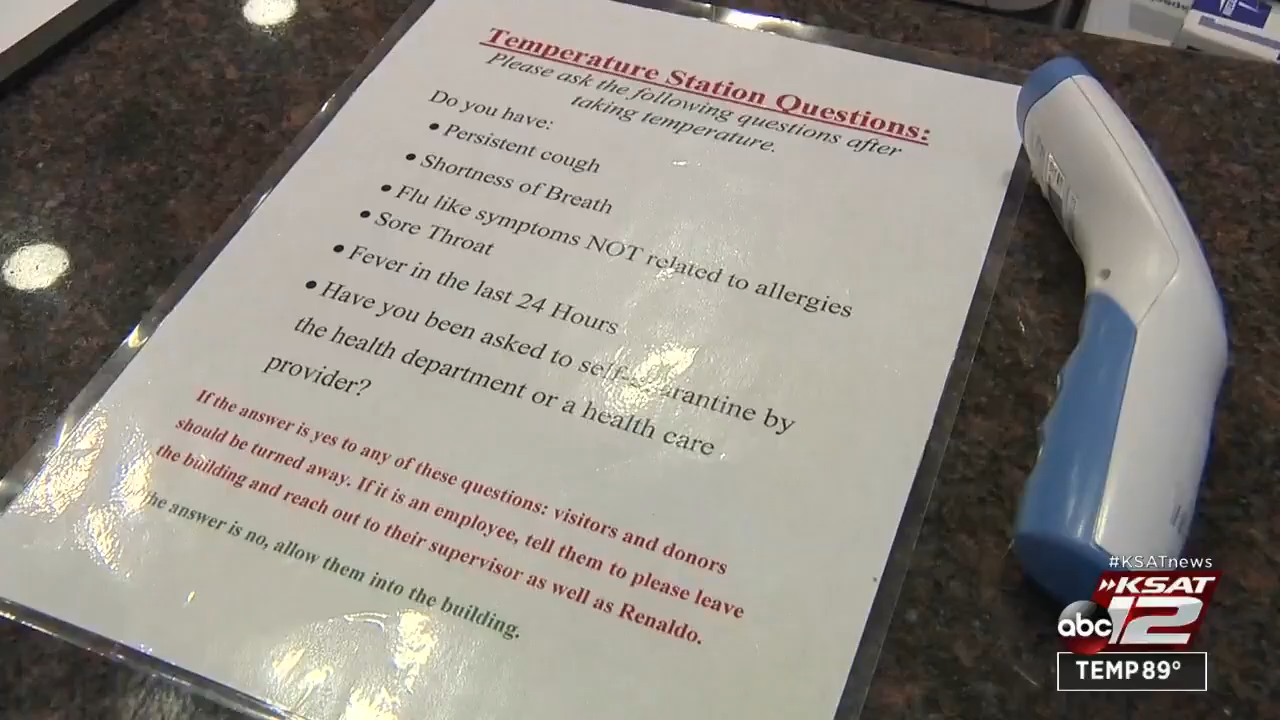 Temperature Station Questions:
Please ask the following questions after
taking temperature.
Do you have:
• Persistent cough
• Shortness of Breath
• Flu like symptoms NOT related to allergies
• Sore Throat
• Fever in the last 24 Hours
• Have you been asked to by
the health department or a health care
provider?
If the answer is yes to any of these questions: visitors and donors
should be turned away. If it is an employee, tell them to please leave
the building and reach out to their supervisor as well as Renaldo.
the answer is no, allow them into the building.
#KSATnews
KSAT
abc 12
TEMP 89°